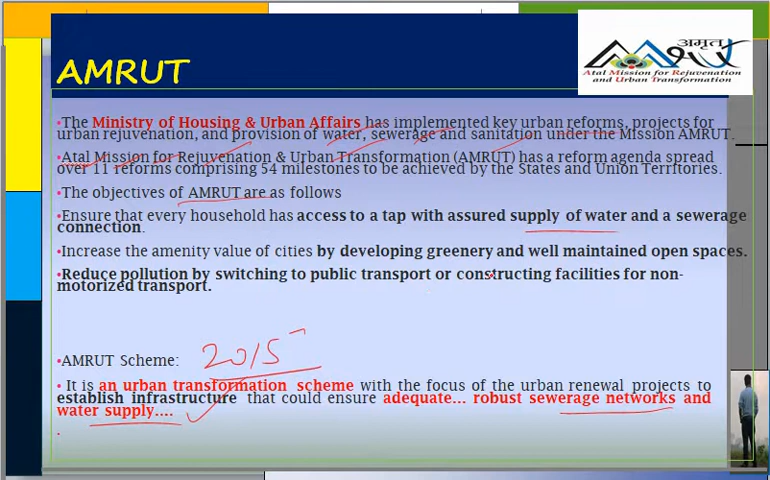 AMRUT
अमृत
Atal Mission for Rejuvenation
and Urban Transformation
•The Ministry of Housing & Urban Affairs has implemented key urban reforms, projects for
urban rejuvenation, and provision of water, sewerage and sanitation under the Mission AMRUT.
•Atal Mission for Rejuvenation & Urban Transformation (AMRUT) has a reform agenda spread
over 11 reforms comprising 54 milestones to be achieved by the States and Union Territories.
•The objectives of AMRUT are as follows
•Ensure that every household has access to a tap with assured supply of water and a sewerage
connection.
•Increase the amenity value of cities by developing greenery and well maintained open spaces.
•Reduce pollution by switching to public transport or constructing facilities for non-
motorized transport.
•AMRUT Scheme: 2015
• It is an urban transformation scheme with the focus of the urban renewal projects to
establish infrastructure that could ensure adequate... robust sewerage networks and
water supply....
.